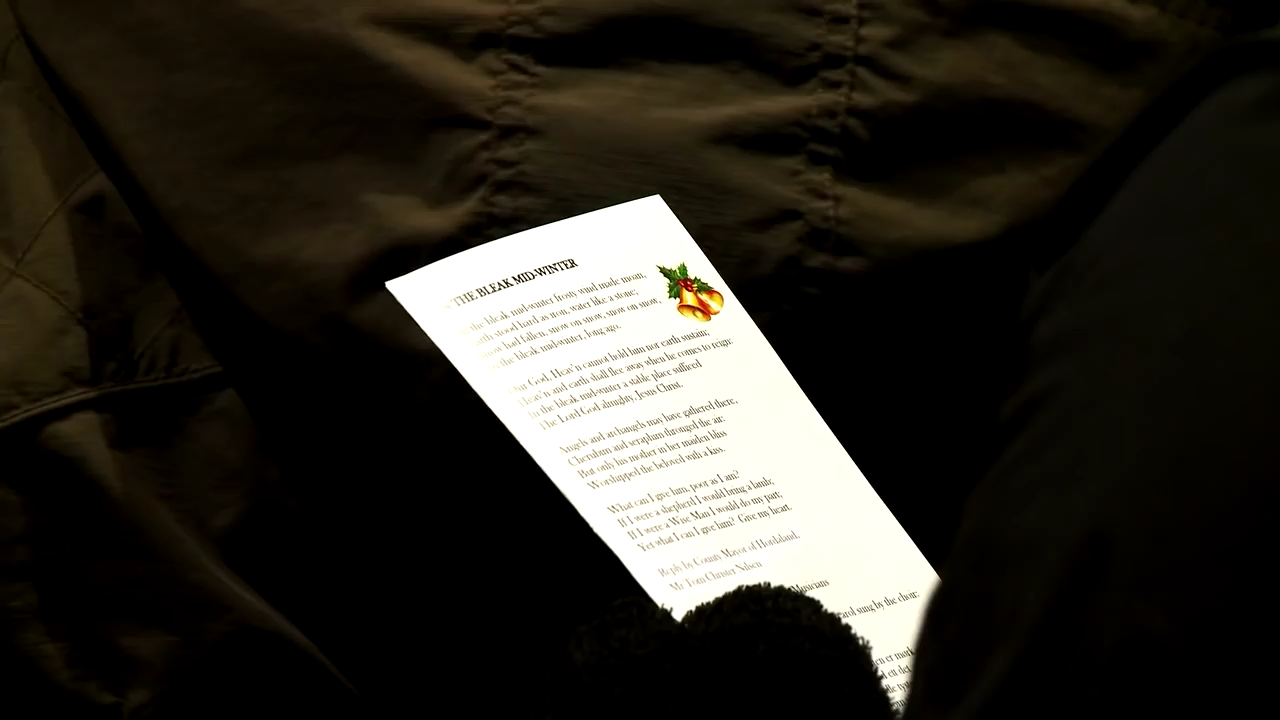 THE BLEAK MID-WINTER
the bleak mid-winter frosty wind made moan,
earth stood hard as iron, water like a stone;
snow had fallen, snow on snow, snow on snow,
the bleak mid-winter, long ago.
Our God, Heav'n cannot hold him nor earth sustain;
Heav'n and earth shall flee away when he comes to reign:
In the bleak mid-winter a stable place sufficed
The Lord God almighty, Jesus Christ.
Angels and archangels may have gathered there,
Cherubim and seraphim thronged the air:
But only his mother in her maiden bliss
Worshipped the beloved with a kiss.
What can I give him, poor as I am?
If I were a shepherd I would bring a lamb;
If I were a Wise Man I would do my part;
Yet what I can I give him? Give my heart.
Reply by County Mayor of Hordaland,
Mr Tom Christer Nilsen
Musicians
carol sung by the choir:
en er mørk